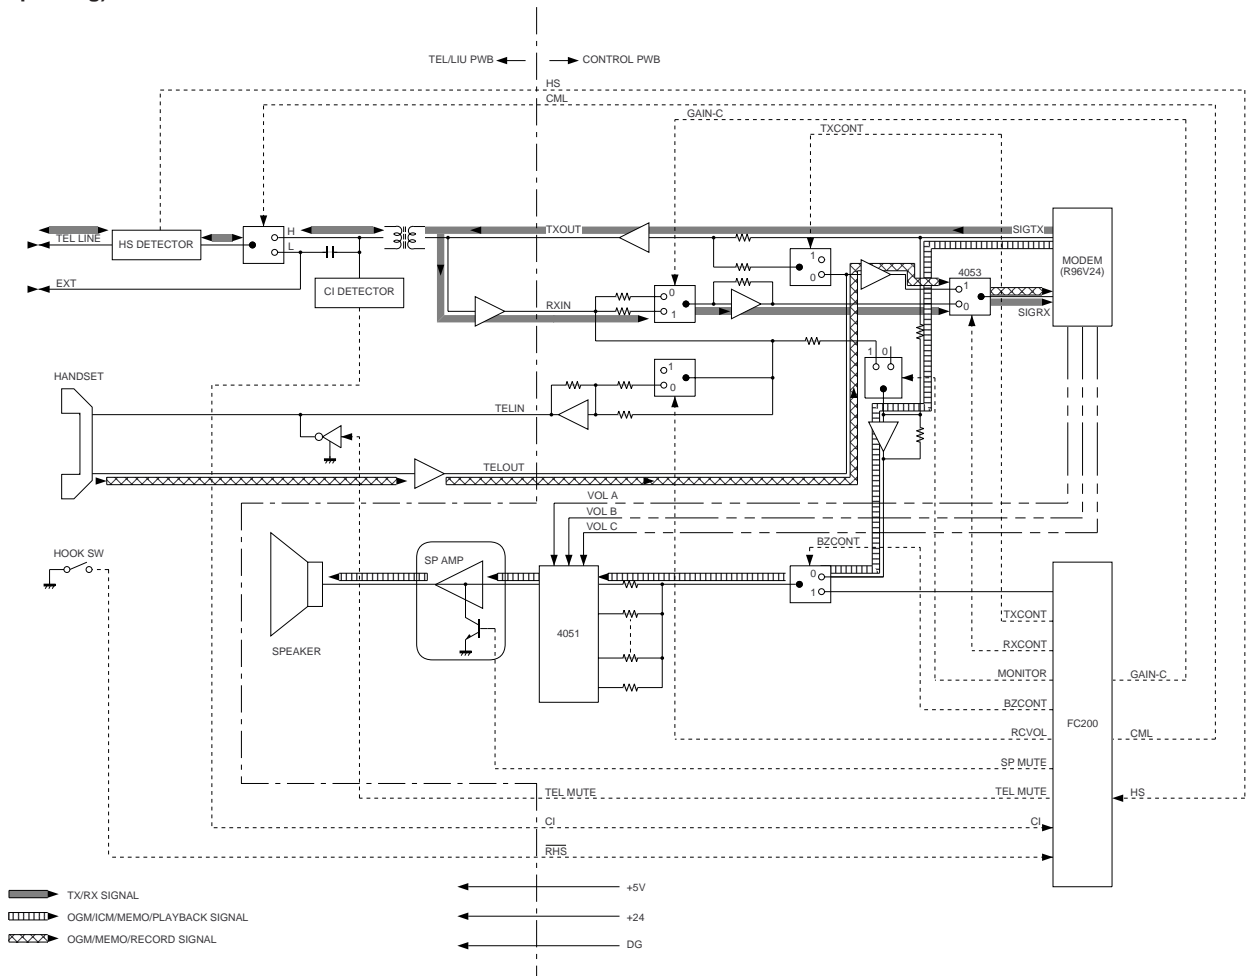 TEL/LIU PWB
CONTROL PWB
HS
CML
GAIN-C
TXCONT
H
TEL LINE
HS DETECTOR
L
TXOUT
SIGTX
MODEM
(R96V24)
1
0
4053
1
0
SIGRX
EXT
CI DETECTOR
RXIN
0
1
1 0
1
0
HANDSET
TELIN
TELOUT
VOL A
VOL B
VOL C
BZCONT
HOOK SW
SP AMP
0
1
4051
SPEAKER
TXCONT
RXCONT
MONITOR
GAIN-C
BZCONT
FC200
RCVOL
CML
SP MUTE
TEL MUTE
TEL MUTE
HS
CI
CI
RHS
TX/RX SIGNAL
+5V
OGM/ICM/MEMO/PLAYBACK SIGNAL
+24
OGM/MEMO/RECORD SIGNAL
DG